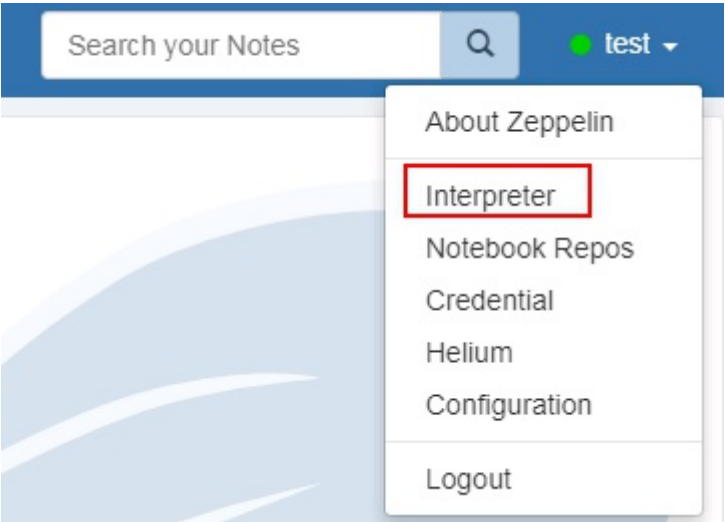 Search your Notes
test
About Zeppelin
Interpreter
Notebook Repos
Credential
Helium
Configuration
Logout